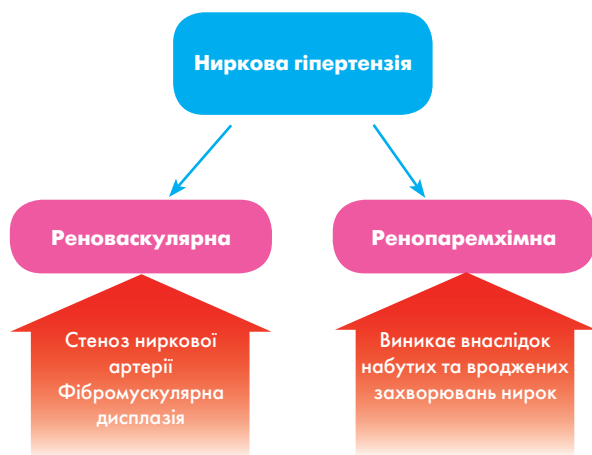 Ниркова гіпертензія
Реноваскулярна
Ренопаремхімна
Стеноз ниркової
артерії
Фібромускулярна
дисплазія
Виникає внаслідок
набутих та вроджених
захворювань нирок